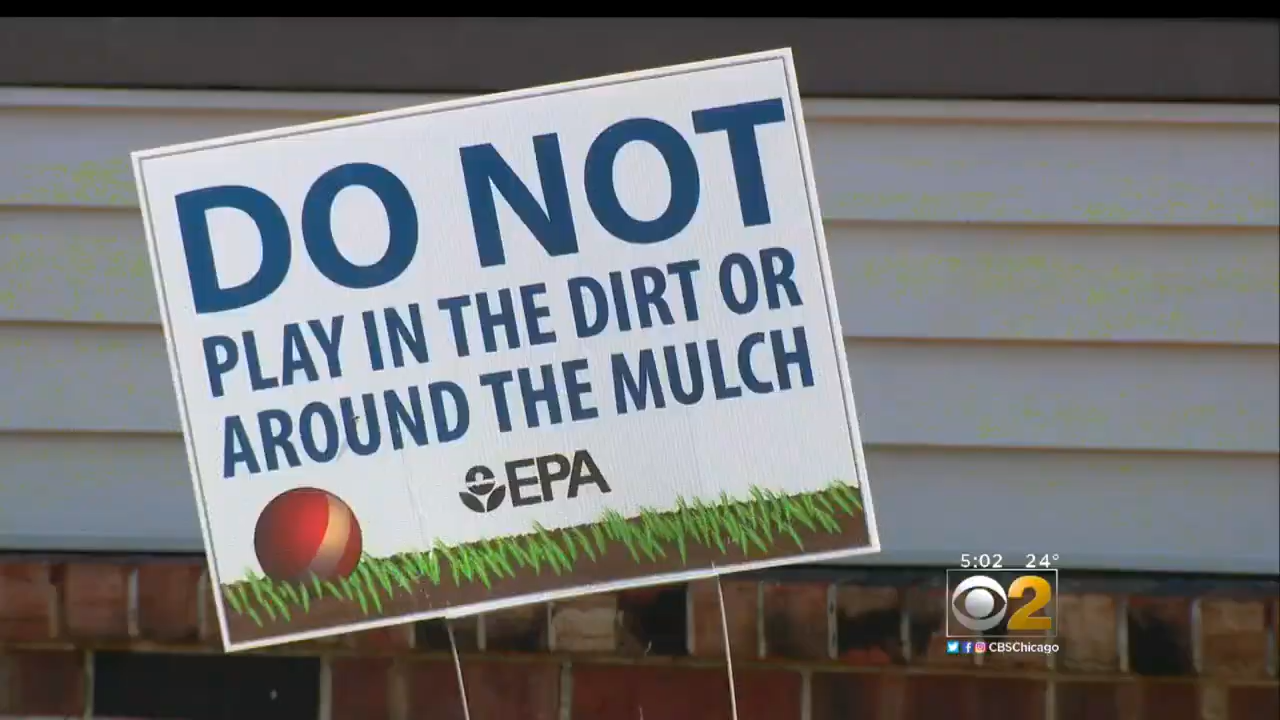 DO NOT
PLAY IN THE DIRT OR
AROUND THE MULCH
EPA
5:02 24°
2
CBSChicago